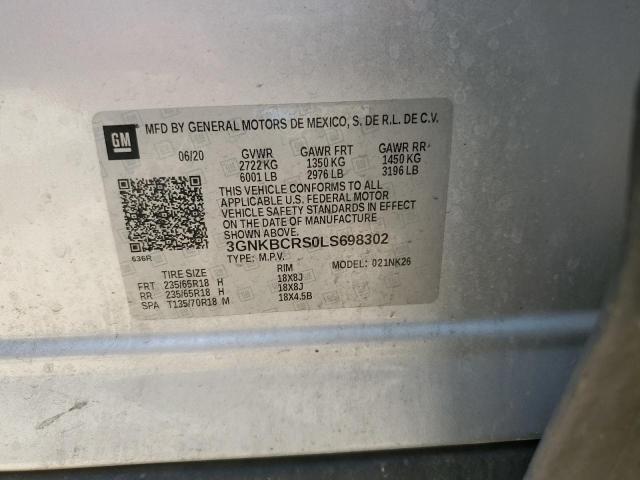 GM
MFD BY GENERAL MOTORS DE MEXICO, S. DE R.L. DE C.V.
06/20 GVWR GAWR FRT GAWR RR
2722 KG 1350 KG 1450 KG
6001 LB 2976 LB 3196 LB
THIS VEHICLE CONFORMS TO ALL
APPLICABLE U.S. FEDERAL MOTOR
VEHICLE SAFETY STANDARDS IN EFFECT
ON THE DATE OF MANUFACTURE
SHOWN ABOVE.
3GNKBCRS0LS698302
636R TYPE: M.P.V. MODEL: 021NK26
TIRE SIZE RIM
FRT 235/65R18 H 18X8J
RR 235/65R18 H 18X8J
SPA T135/70R18 M 18X4.5B